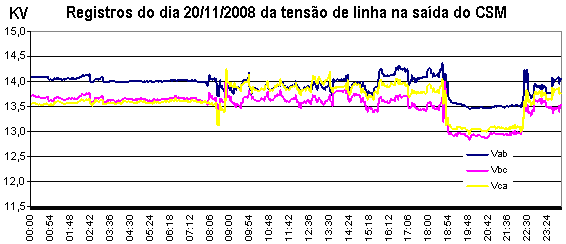 KV
Registros do dia 20/11/2008 da tensão de linha na saída do CSM
15,0
14,5
14,0
13,5
13,0
12,5
12,0
11,5
Vab
Vbc
Vca
00:00 00:54 01:48 02:42 03:36 04:30 05:24 06:18 07:12 08:06 09:00 09:54 10:48 11:42 12:36 13:30 14:24 15:18 16:12 17:06 18:00 18:54 19:48 20:42 21:36 22:30 23:24